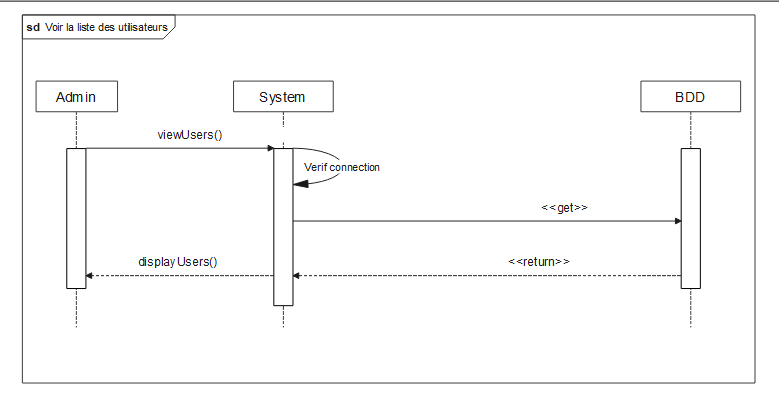 sd Voir la liste des utilisateurs
Admin
System
BDD
viewUsers()
Verif connection
<<get>>
displayUsers()
<<return>>